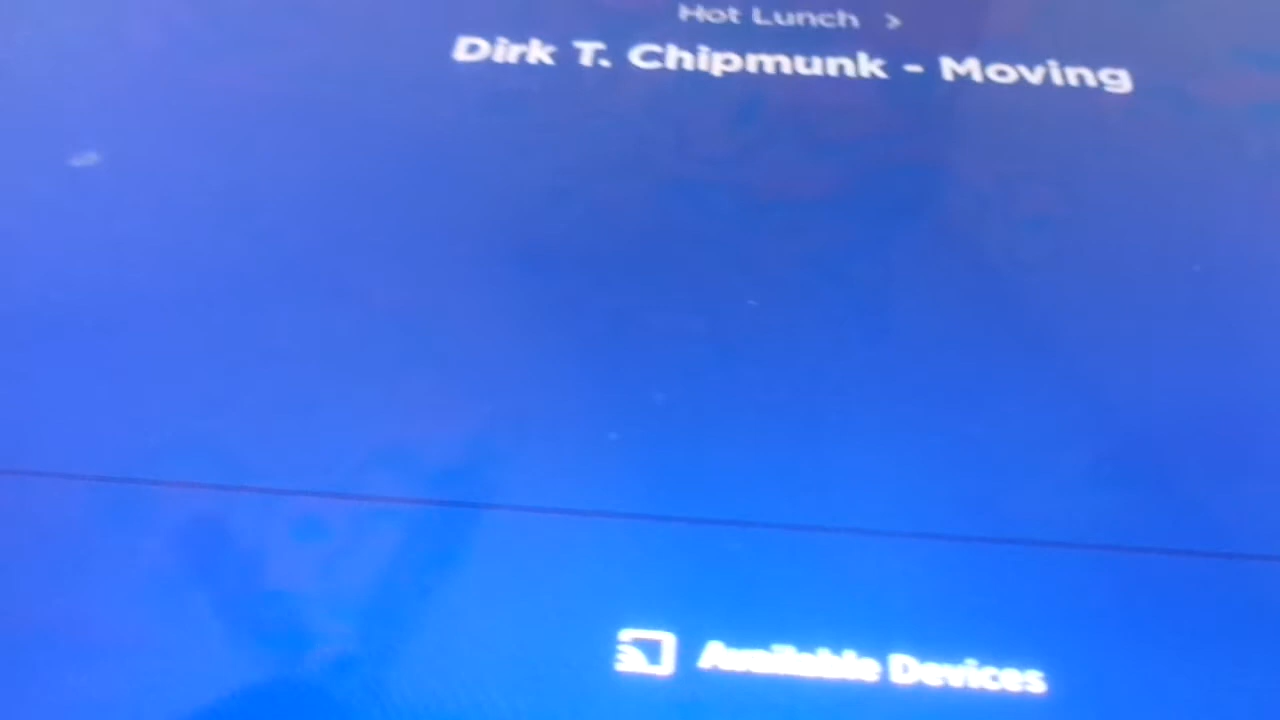 Hot Lunch >
Dirk T. Chipmunk - Moving
Available Devices